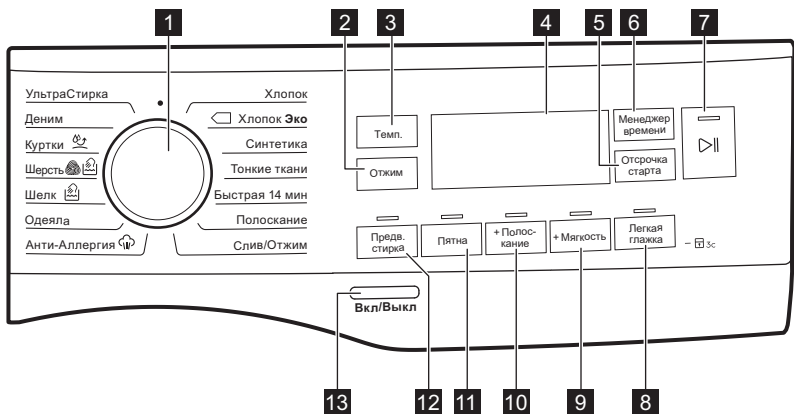 1
2
3
4
5
6
7
УльтраСтирка
Деним
Куртки
Шерсть
Шелк
Одеяла
Анти-Аллергия
Хлопок
Хлопок Эко
Синтетика
Тонкие ткани
Быстрая 14 мин
Полоскание
Слив/Отжим
Темп.
Отжим
Менеджер
времени
Отсрочка
старта
Предв.
стирка
Пятна
+ Полос-
кание
+ Мягкость
Легкая
глажка
3с
Вкл/Выкл
13
12
11
10
9
8